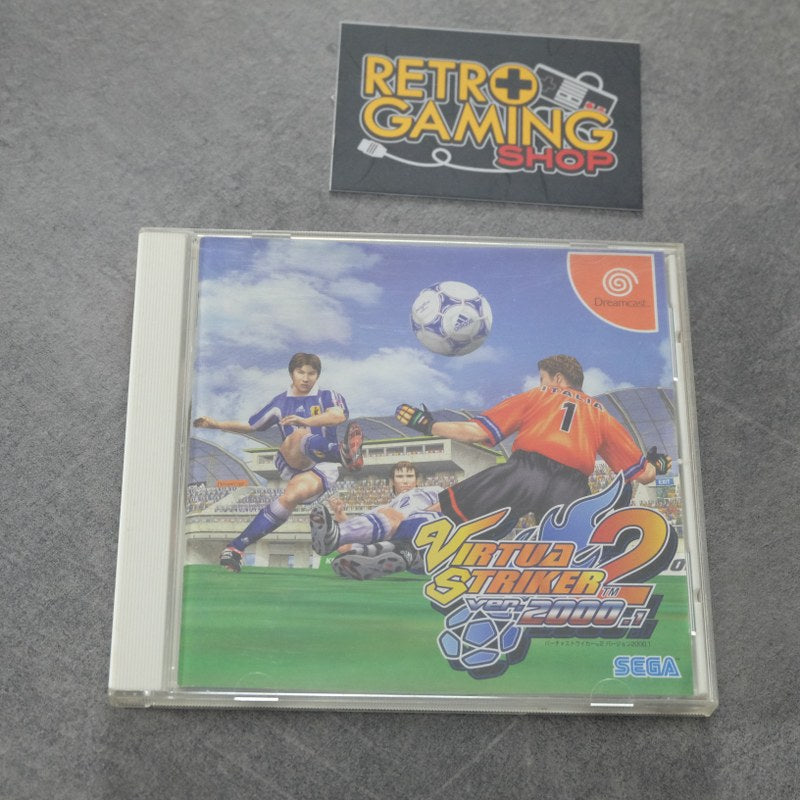 RETRO
GAMING
SHOP
Dreamcast
ITALIA
1
VIRTUA
STRIKER 2
TM
ver. 2000.1
バーチャストライカー2 バージョン2000.1
SEGA